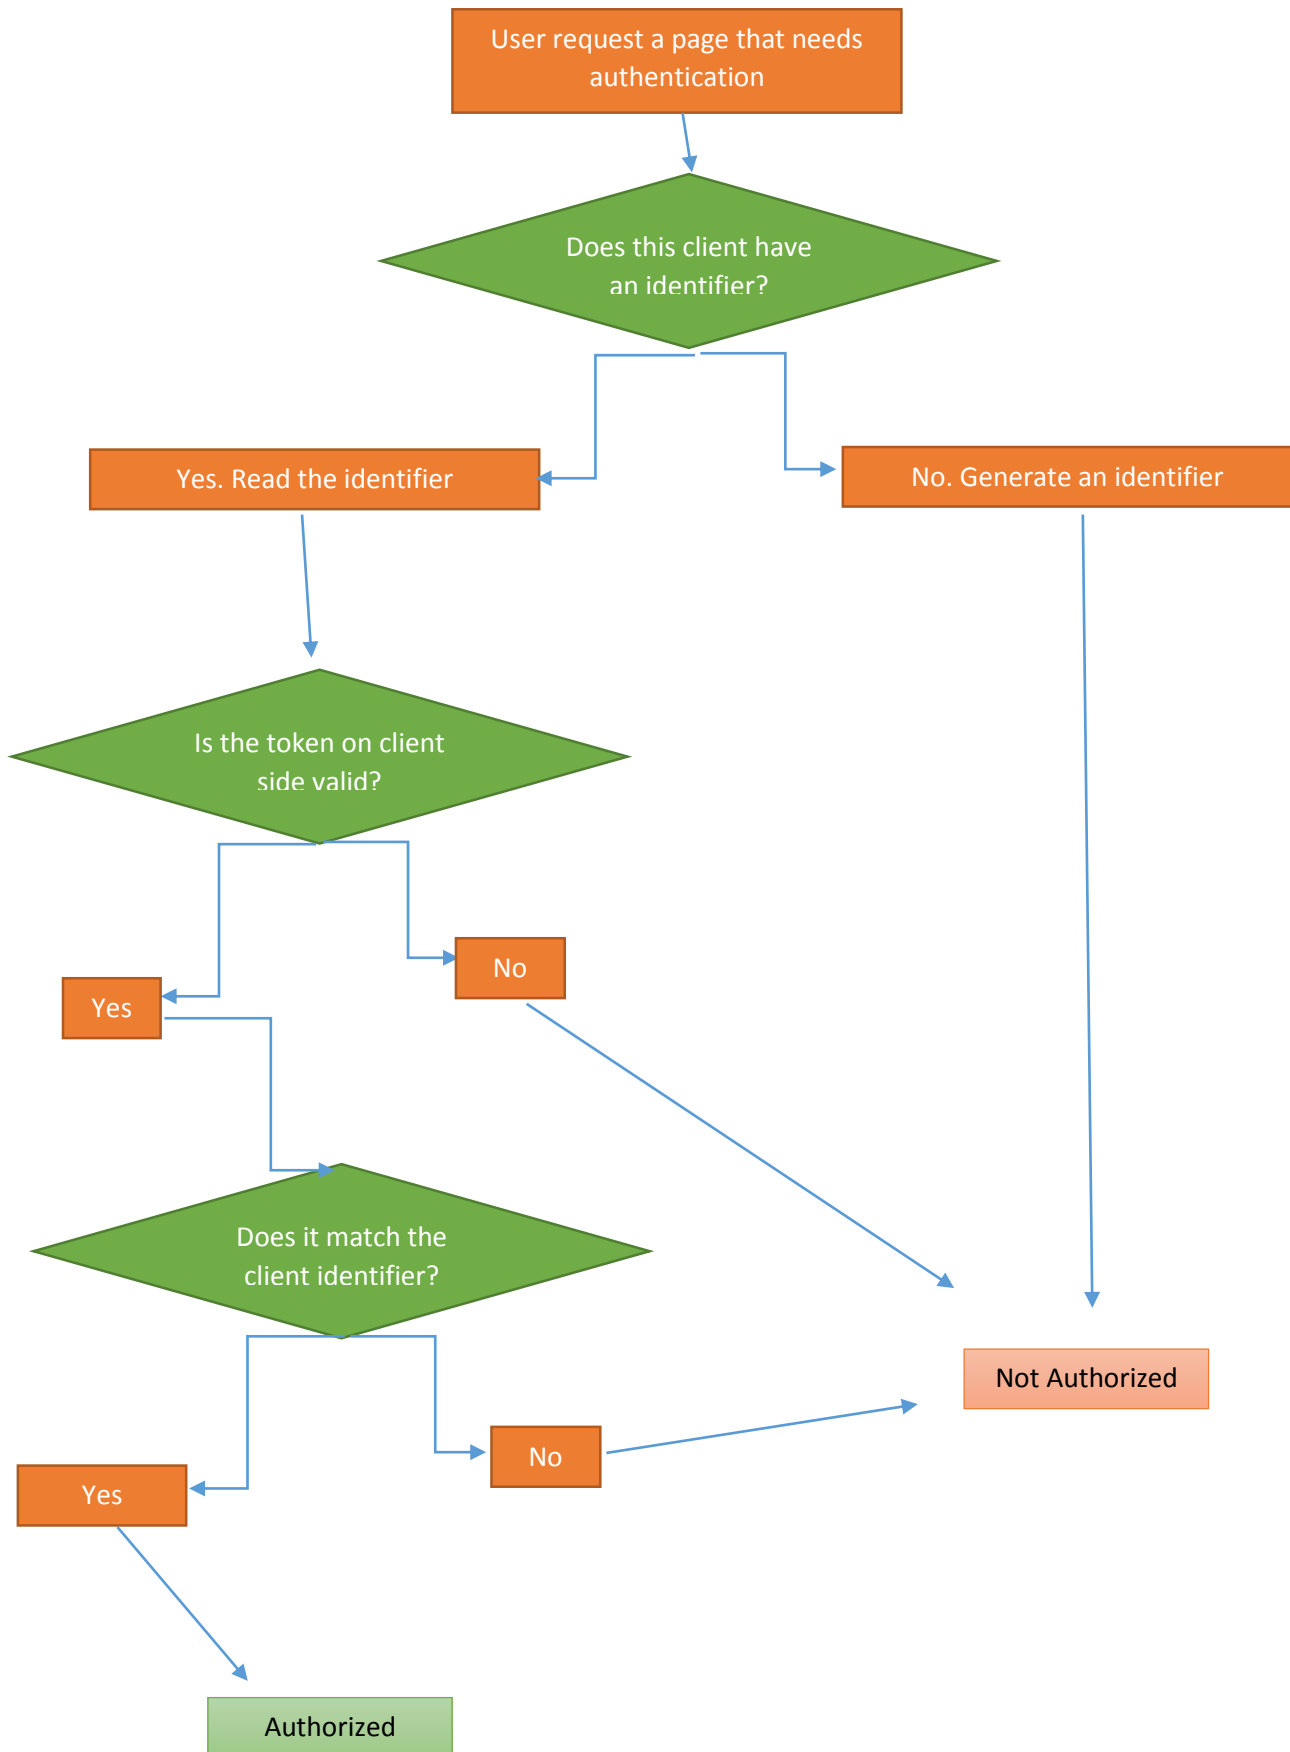 User request a page that needs
authentication
Does this client have
an identifier?
Yes. Read the identifier
No. Generate an identifier
Is the token on client
side valid?
No
Yes
Does it match the
client identifier?
Not Authorized
No
Yes
Authorized